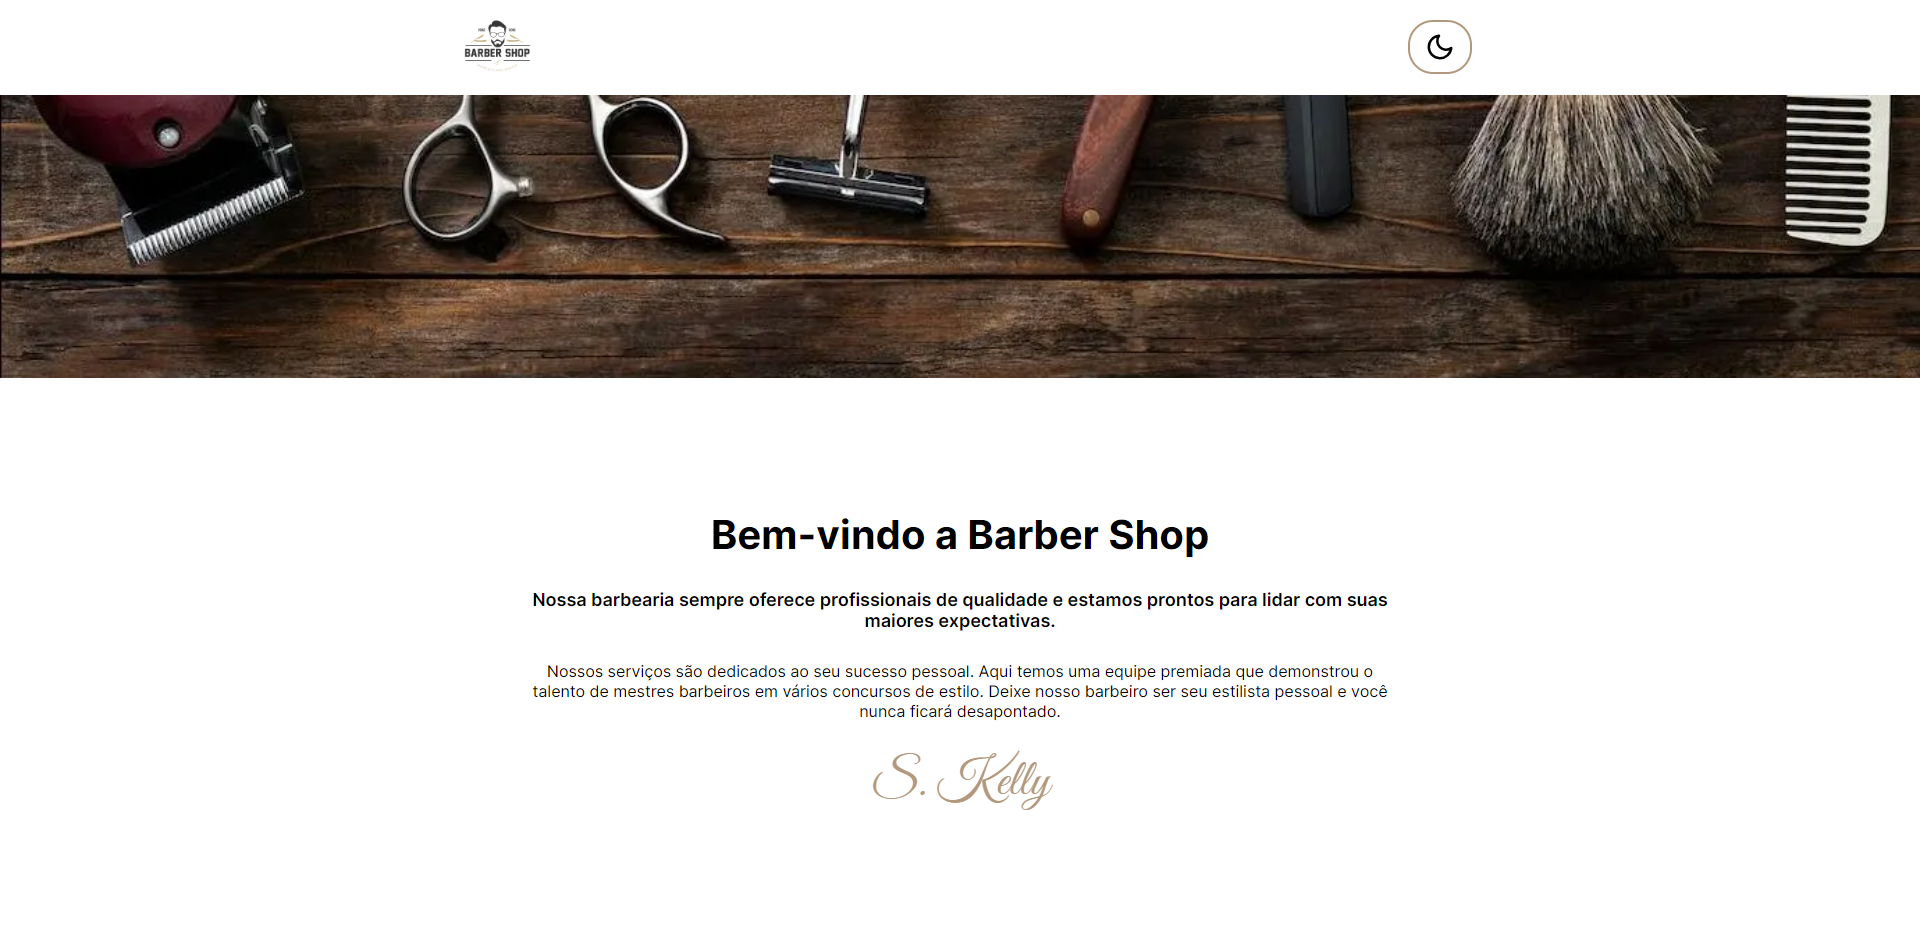 BARBER SHOP
Bem-vindo a Barber Shop
Nossa barbearia sempre oferece profissionais de qualidade e estamos prontos para lidar com suas
maiores expectativas.
Nossos serviços são dedicados ao seu sucesso pessoal. Aqui temos uma equipe premiada que demonstrou o
talento de mestres barbeiros em vários concursos de estilo. Deixe nosso barbeiro ser seu estilista pessoal e você
nunca ficará desapontado.
S. Kelly